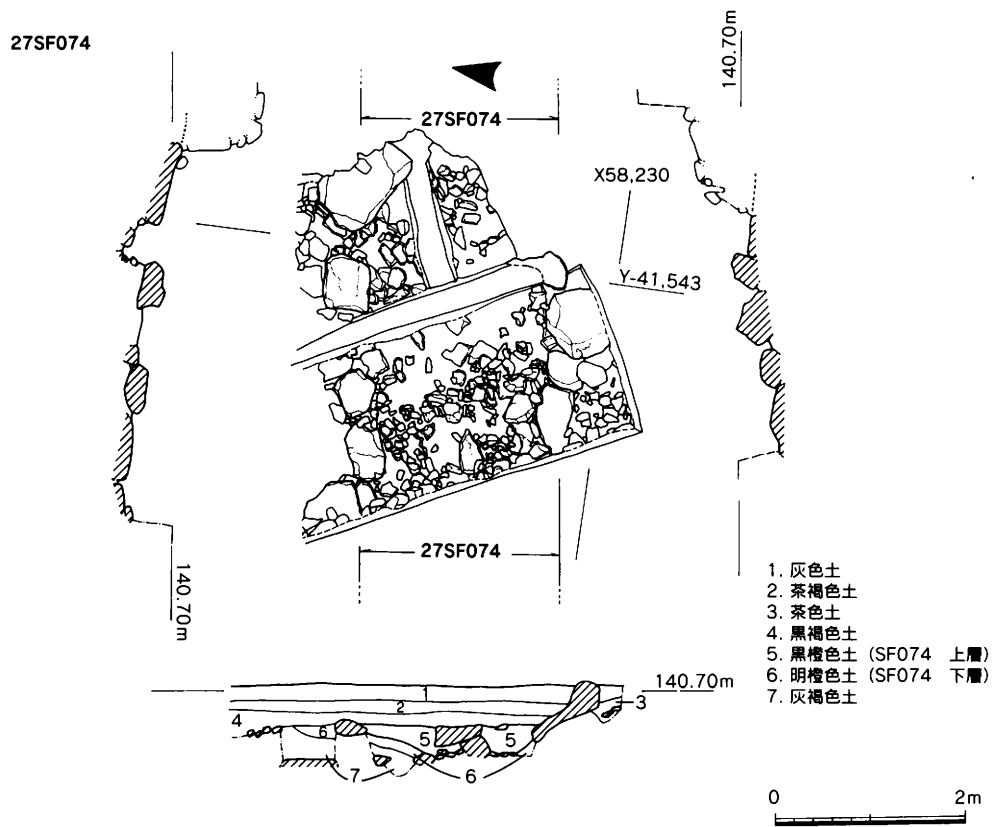 27SF074
140.70m
27SF074
X58,230
Y-41,543
27SF074
140.70m
1. 灰色土
2. 茶褐色土
3. 茶色土
4. 黒褐色土
5. 黒橙色土 (SF074 上層)
6. 明橙色土 (SF074 下層)
7. 灰褐色土
140.70m
1
2
3
4
6
5
5
7
6
0
2m